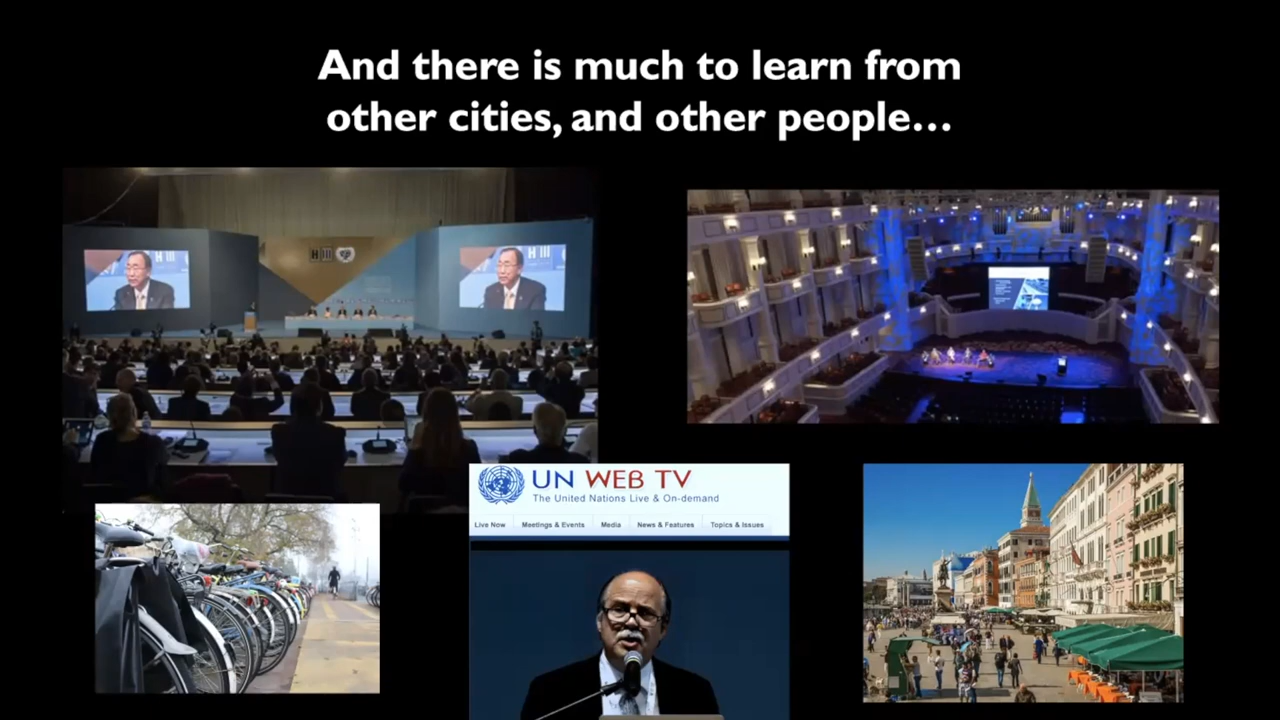 And there is much to learn from
other cities, and other people…
H III
UN WEB TV
The United Nations Live & On-demand
Live Now Meetings & Events Media News & Features Topics & Issues